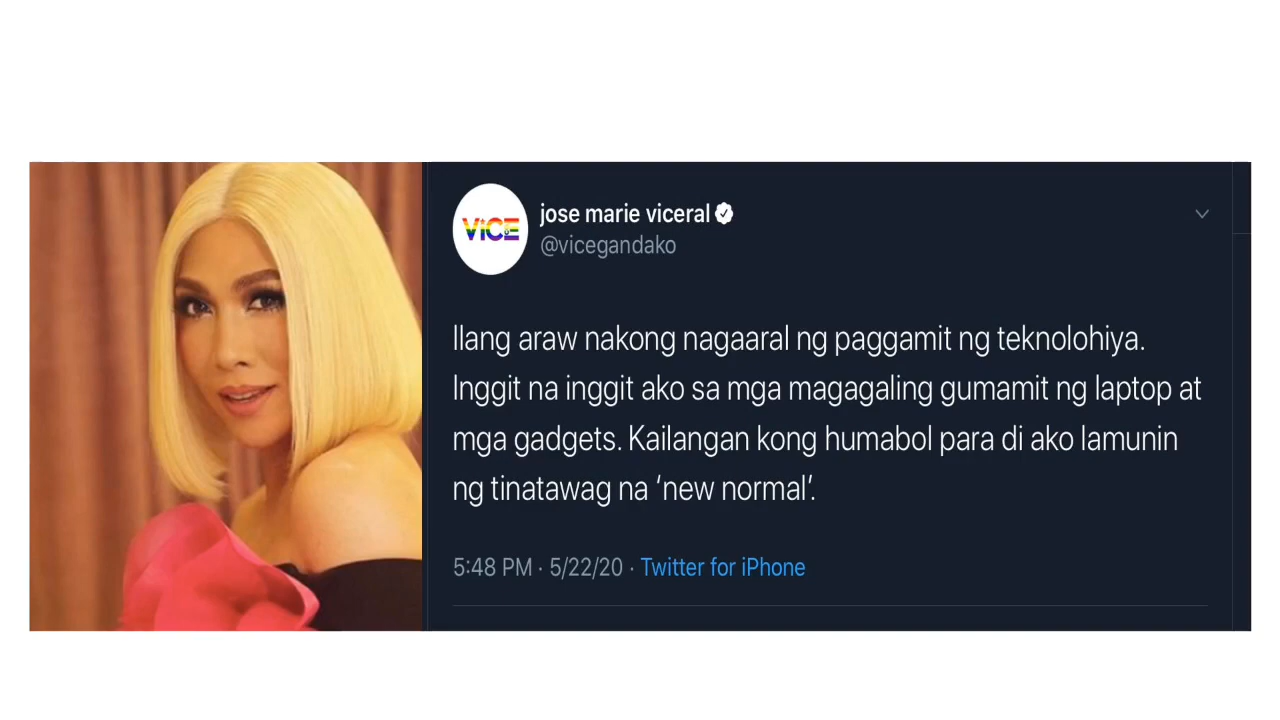 VICE
jose marie viceral
@vicegandako
Ilang araw nakong nagaaral ng paggamit ng teknolohiya.
Inggit na inggit ako sa mga magagaling gumamit ng laptop at
mga gadgets. Kailangan kong humabol para di ako lamunin
ng tinatawag na ‘new normal’.
5:48 PM · 5/22/20 · Twitter for iPhone